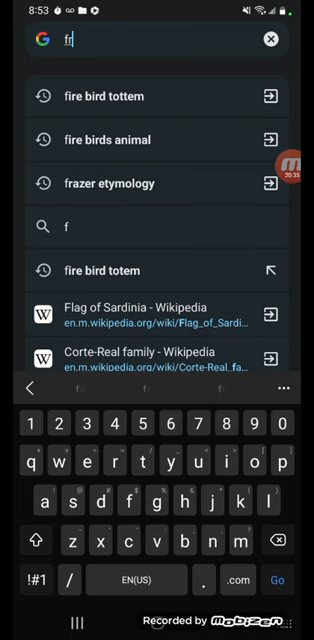 8:53
fr
fire bird tottem
20:35
fire birds animal
frazer etymology
f
fire bird totem
W
Flag of Sardinia - Wikipedia
en.m.wikipedia.org/wiki/Flag_of_Sardi...
W
Corte-Real family - Wikipedia
en.m.wikipedia.org/wiki/Corte-Real_fa...
1 2 3 4 5 6 7 8 9 0
q w e r t y u i o p
a s d f g h j k l
z x c v b n m
!#1 / EN(US) . .com Go
Recorded by MOBIZEN